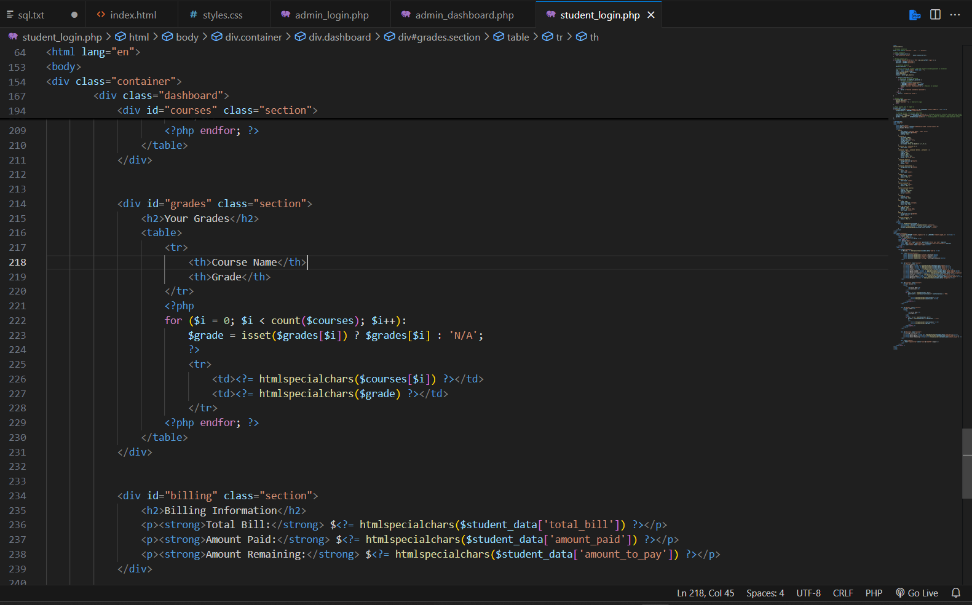 sql.txt index.html styles.css admin_login.php admin_dashboard.php student_login.php
student_login.php > html > body > div.container > div.dashboard > div#grades.section > table > tr > th
64 <html lang="en">
153 <body>
154 <div class="container">
167 <div class="dashboard">
194 <div id="courses" class="section">
209 <?php endfor; ?>
210 </table>
211 </div>
212
213
214 <div id="grades" class="section">
215 <h2>Your Grades</h2>
216 <table>
217 <tr>
218 <th>Course Name</th>
219 <th>Grade</th>
220 </tr>
221 <?php
222 for ($i = 0; $i < count($courses); $i++):
223 $grade = isset($grades[$i]) ? $grades[$i] : 'N/A';
224 ?>
225 <tr>
226 <td><?= htmlspecialchars($courses[$i]) ?></td>
227 <td><?= htmlspecialchars($grade) ?></td>
228 </tr>
229 <?php endfor; ?>
230 </table>
231 </div>
232
233
234 <div id="billing" class="section">
235 <h2>Billing Information</h2>
236 <p><strong>Total Bill:</strong> $<?= htmlspecialchars($student_data['total_bill']) ?></p>
237 <p><strong>Amount Paid:</strong> $<?= htmlspecialchars($student_data['amount_paid']) ?></p>
238 <p><strong>Amount Remaining:</strong> $<?= htmlspecialchars($student_data['amount_to_pay']) ?></p>
239 </div>
240
Ln 218, Col 45 Spaces: 4 UTF-8 CRLF PHP Go Live